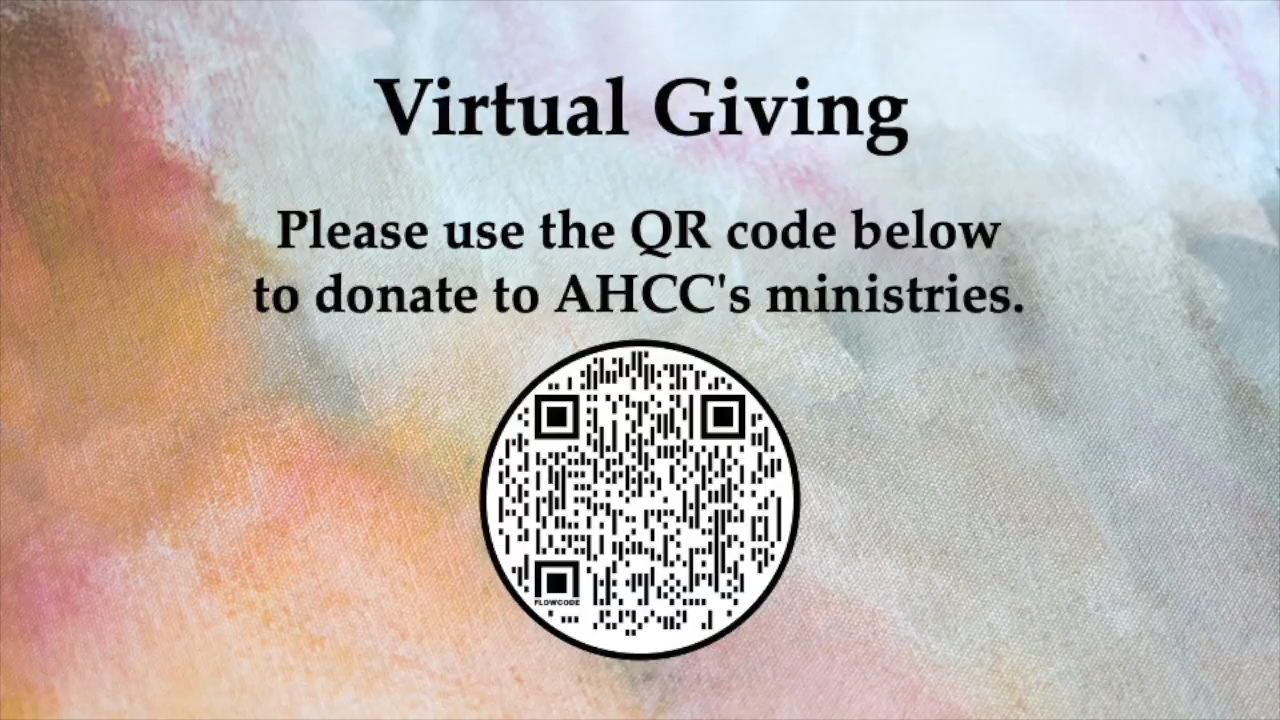 Virtual Giving
Please use the QR code below
to donate to AHCC's ministries.
FLOWCODE